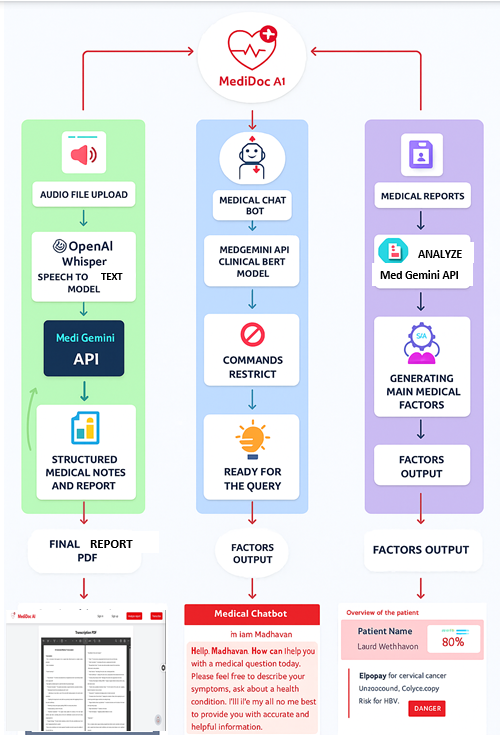 MediDoc A1
AUDIO FILE UPLOAD
OpenAI
Whisper
SPEECH TO TEXT
MODEL
Medi Gemini
API
STRUCTURED
MEDICAL NOTES
AND REPORT
FINAL REPORT
PDF
MediDoc AI
Transcription PDF
MEDICAL CHAT
BOT
MEDGEMINI API
CLINICAL BERT
MODEL
COMMANDS
RESTRICT
READY FOR
THE QUERY
FACTORS
OUTPUT
Medical Chatbot
in iam Madhavan
Hellp. Madhavan. How can I help you
with a medical question today.
Please feel free to describe your
symptoms, ask about a health
condition. I'lll i'le my all no me best
to provide you with accurate and
helpful information.
MEDICAL REPORTS
ANALYZE
Med Gemini API
GENERATING
MAIN MEDICAL
FACTORS
FACTORS
OUTPUT
FACTORS OUTPUT
Overview of the patient
Patient Name
Laurd Wethhavon
80%
Elpopay for cervical cancer
Unzaocound, Colyce.copy
Risk for HBV.
DANGER